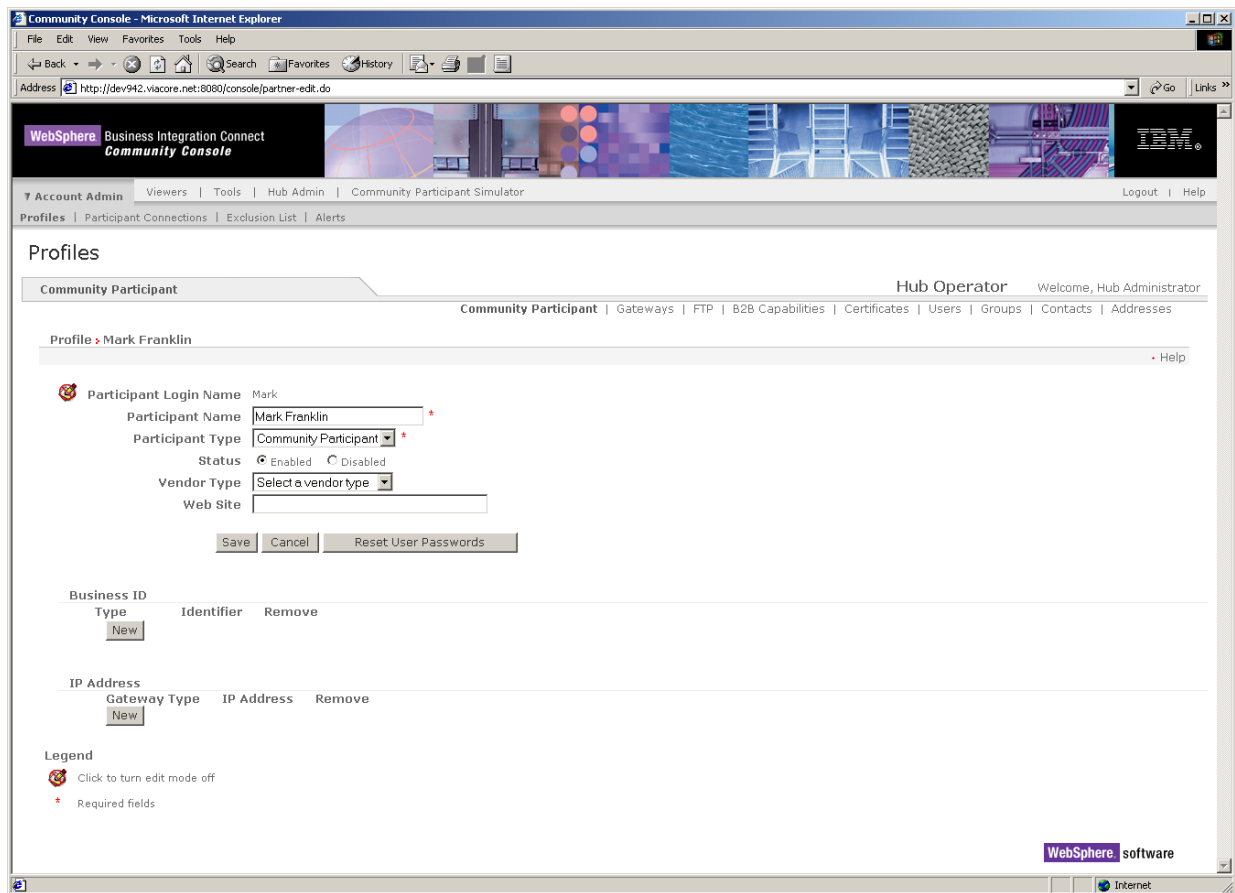 Community Console - Microsoft Internet Explorer
File Edit View Favorites Tools Help
Back Search Favorites History
Address http://dev942.viacore.net:8080/console/partner-edit.do Go Links »
WebSphere. Business Integration Connect
Community Console
IBM®
Account Admin Viewers | Tools | Hub Admin | Community Participant Simulator Logout | Help
Profiles | Participant Connections | Exclusion List | Alerts
Profiles
Community Participant Hub Operator Welcome, Hub Administrator
Community Participant | Gateways | FTP | B2B Capabilities | Certificates | Users | Groups | Contacts | Addresses
Profile › Mark Franklin
• Help
Participant Login Name Mark
Participant Name Mark Franklin *
Participant Type Community Participant *
Status Enabled Disabled
Vendor Type Select a vendor type
Web Site
Save Cancel Reset User Passwords
Business ID
Type Identifier Remove
New
IP Address
Gateway Type IP Address Remove
New
Legend
Click to turn edit mode off
* Required fields
WebSphere. software
Internet